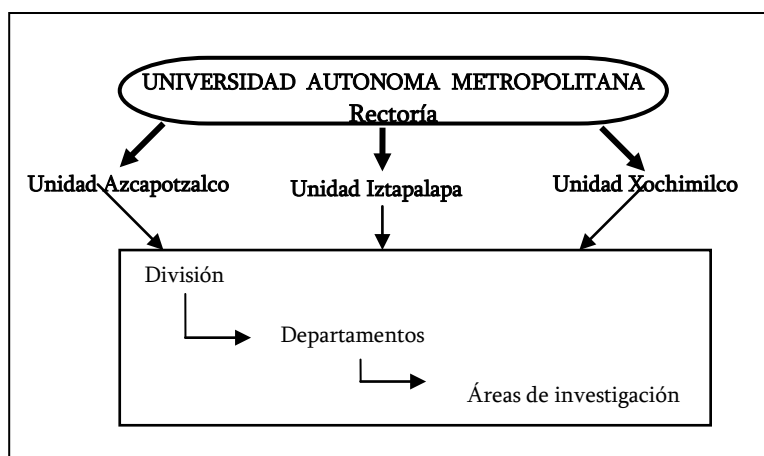 UNIVERSIDAD AUTONOMA METROPOLITANA
Rectoría
Unidad Azcapotzalco
Unidad Iztapalapa
Unidad Xochimilco
División
Departamentos
Áreas de investigación